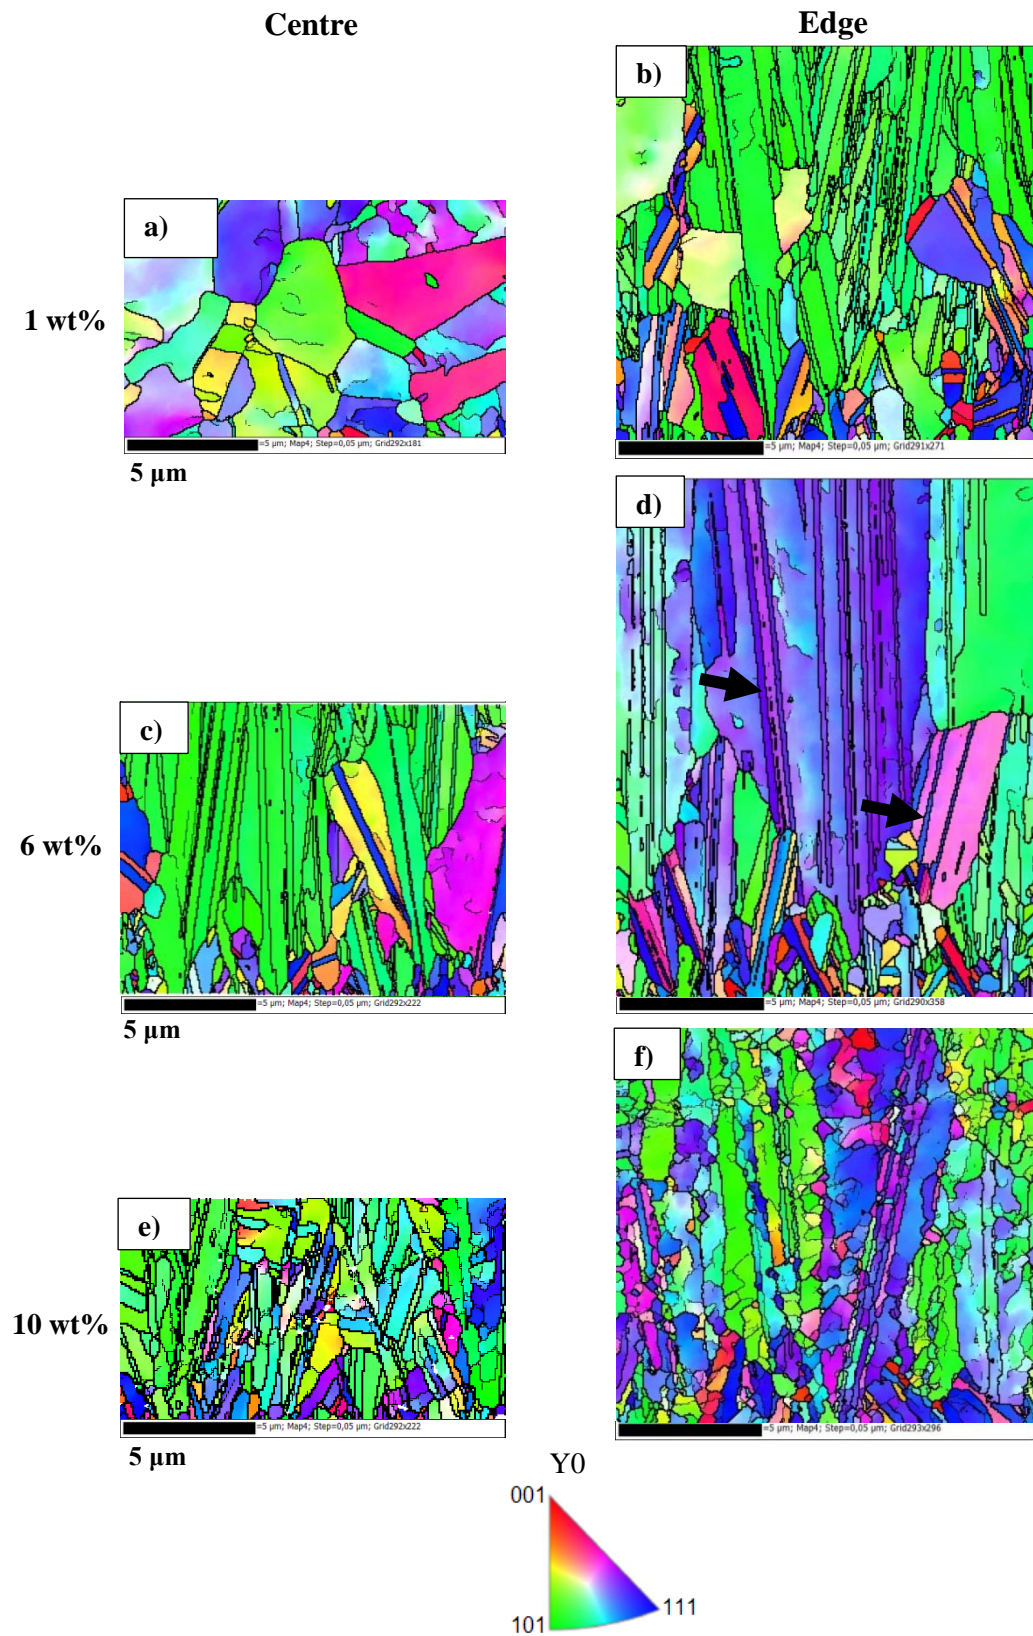 Centre Edge
b)
a)
1 wt%
=5 µm; Map4; Step=0,05 µm; Grid292x181
=5 µm; Map4; Step=0,05 µm; Grid291x271
5 µm
d)
c)
6 wt%
=5 µm; Map4; Step=0,05 µm; Grid292x222
=5 µm; Map4; Step=0,05 µm; Grid290x358
5 µm
f)
e)
10 wt%
=5 µm; Map4; Step=0,05 µm; Grid292x222
=5 µm; Map4; Step=0,05 µm; Grid293x296
5 µm
Y0
001
111
101